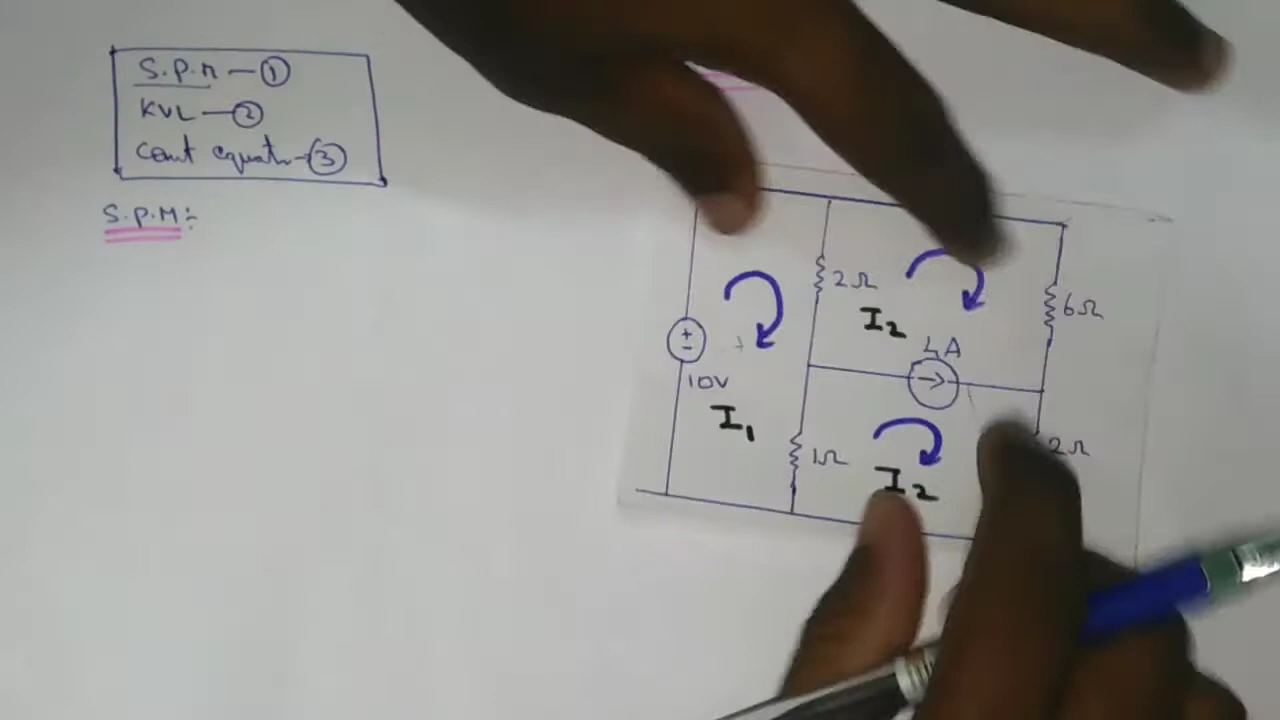 S.P.M — ①
KVL — ②
Cont equatn - ③
S.P.M :-
2Ω
I₂
6Ω
4A
10V
I₁
1Ω
2Ω
I₂